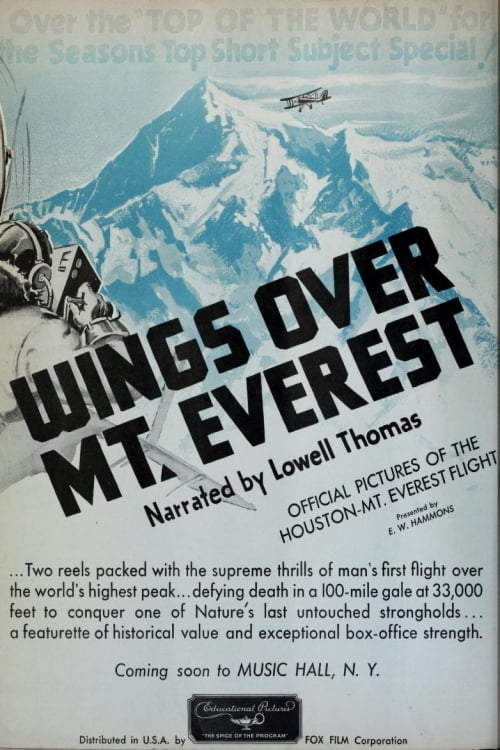 Over the "TOP OF THE WORLD" for
the Season's Top Short Subject Special!
WINGS OVER
MT. EVEREST
Narrated by Lowell Thomas
OFFICIAL PICTURES OF THE
HOUSTON-MT. EVEREST FLIGHT
Presented by
E. W. HAMMONS
...Two reels packed with the supreme thrills of man's first flight over
the world's highest peak...defying death in a 100-mile gale at 33,000
feet to conquer one of Nature's last untouched strongholds...
a featurette of historical value and exceptional box-office strength.
Coming soon to MUSIC HALL, N. Y.
Educational Pictures
"THE SPICE OF THE PROGRAM"
Distributed in U.S.A. by FOX FILM Corporation